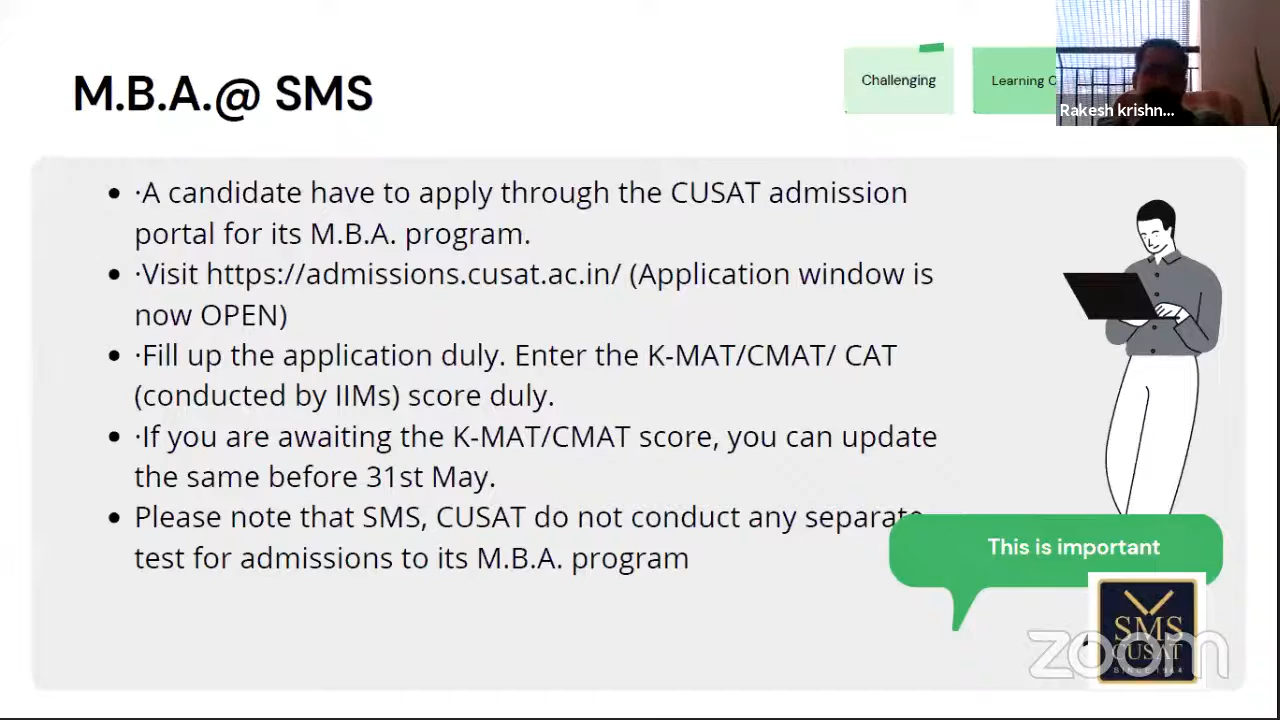 M.B.A.@ SMS
Challenging
Learning
Rakesh krishn...
• ·A candidate have to apply through the CUSAT admission
portal for its M.B.A. program.
• ·Visit https://admissions.cusat.ac.in/ (Application window is
now OPEN)
• ·Fill up the application duly. Enter the K-MAT/CMAT/ CAT
(conducted by IIMs) score duly.
• ·If you are awaiting the K-MAT/CMAT score, you can update
the same before 31st May.
• Please note that SMS, CUSAT do not conduct any separate
test for admissions to its M.B.A. program
This is important
SMS
CUSAT
SINCE 1964
zoom